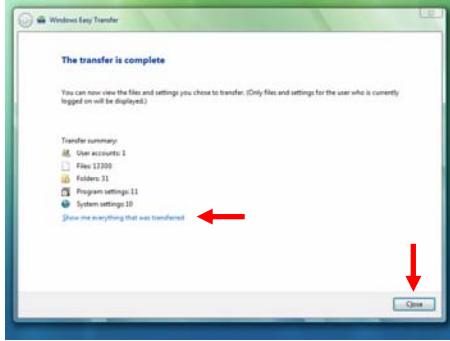 Windows Easy Transfer
The transfer is complete
You can now view the files and settings you chose to transfer. (Only files and settings for the user who is currently
logged on will be displayed.)
Transfer summary:
User accounts: 1
Files: 13300
Folders: 31
Program settings: 11
System settings: 10
Show me everything that was transferred
Close